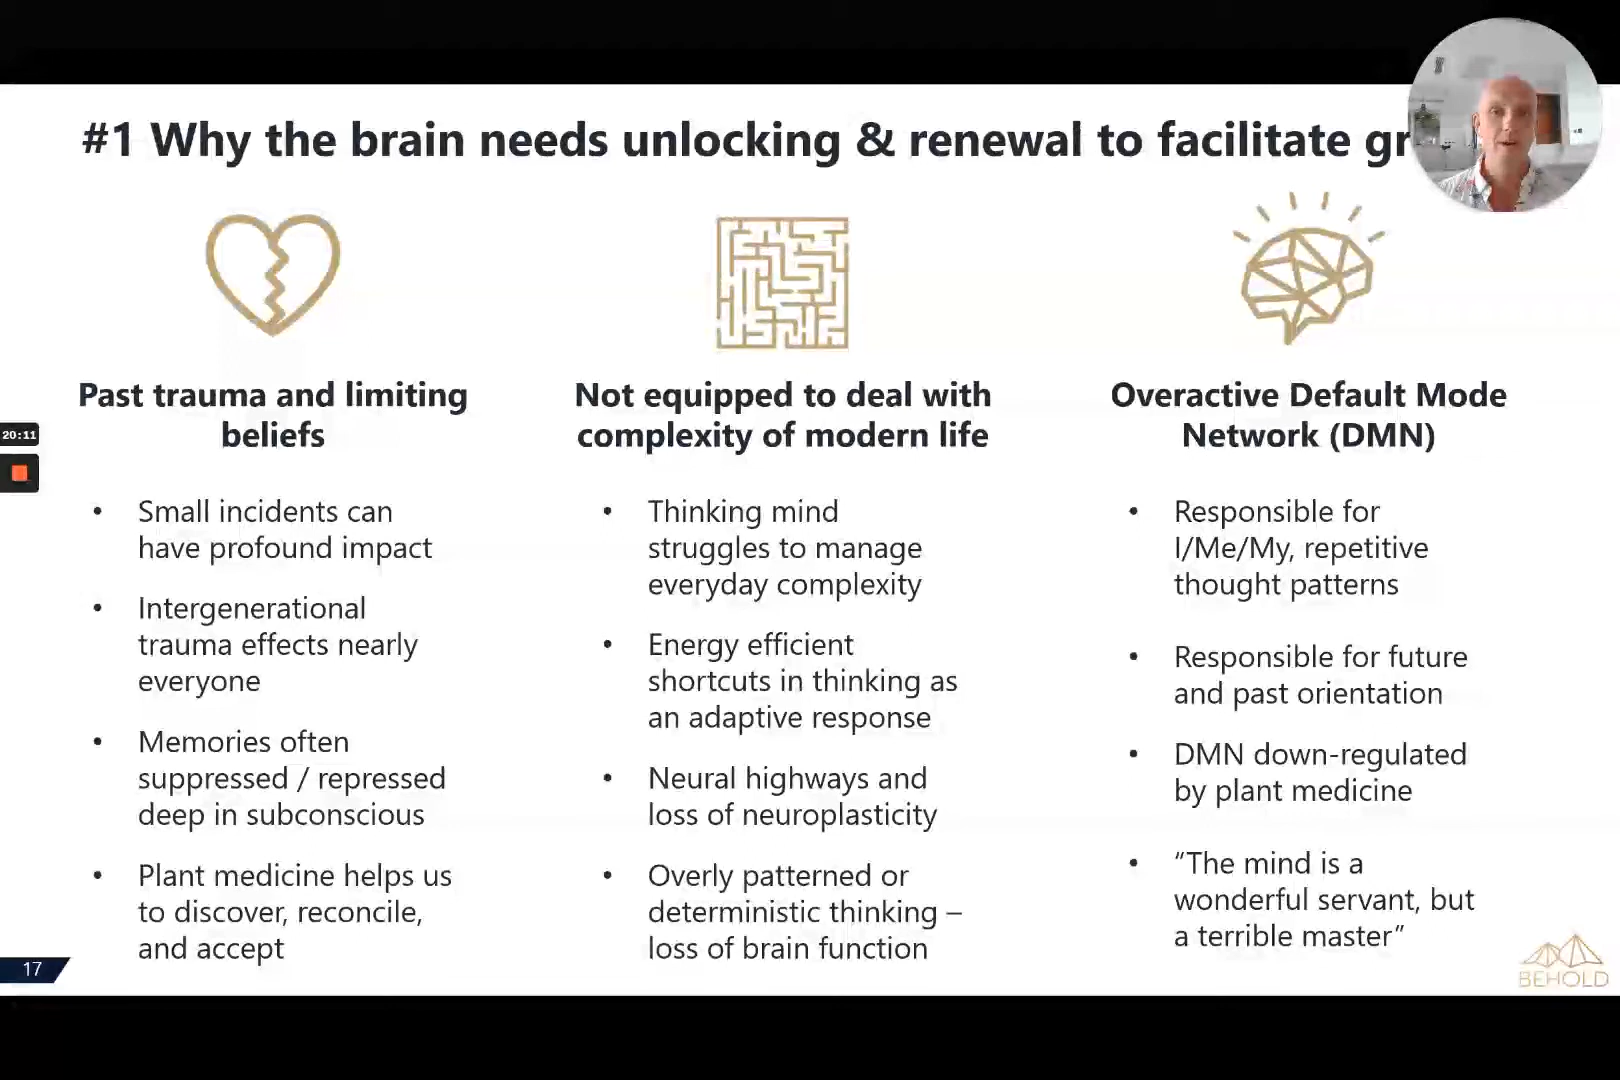 #1 Why the brain needs unlocking & renewal to facilitate gr
Past trauma and limiting
beliefs
• Small incidents can
have profound impact
• Intergenerational
trauma effects nearly
everyone
• Memories often
suppressed / repressed
deep in subconscious
• Plant medicine helps us
to discover, reconcile,
and accept
Not equipped to deal with
complexity of modern life
• Thinking mind
struggles to manage
everyday complexity
• Energy efficient
shortcuts in thinking as
an adaptive response
• Neural highways and
loss of neuroplasticity
• Overly patterned or
deterministic thinking –
loss of brain function
Overactive Default Mode
Network (DMN)
• Responsible for
I/Me/My, repetitive
thought patterns
• Responsible for future
and past orientation
• DMN down-regulated
by plant medicine
• “The mind is a
wonderful servant, but
a terrible master”
20:11
17
BEHOLD